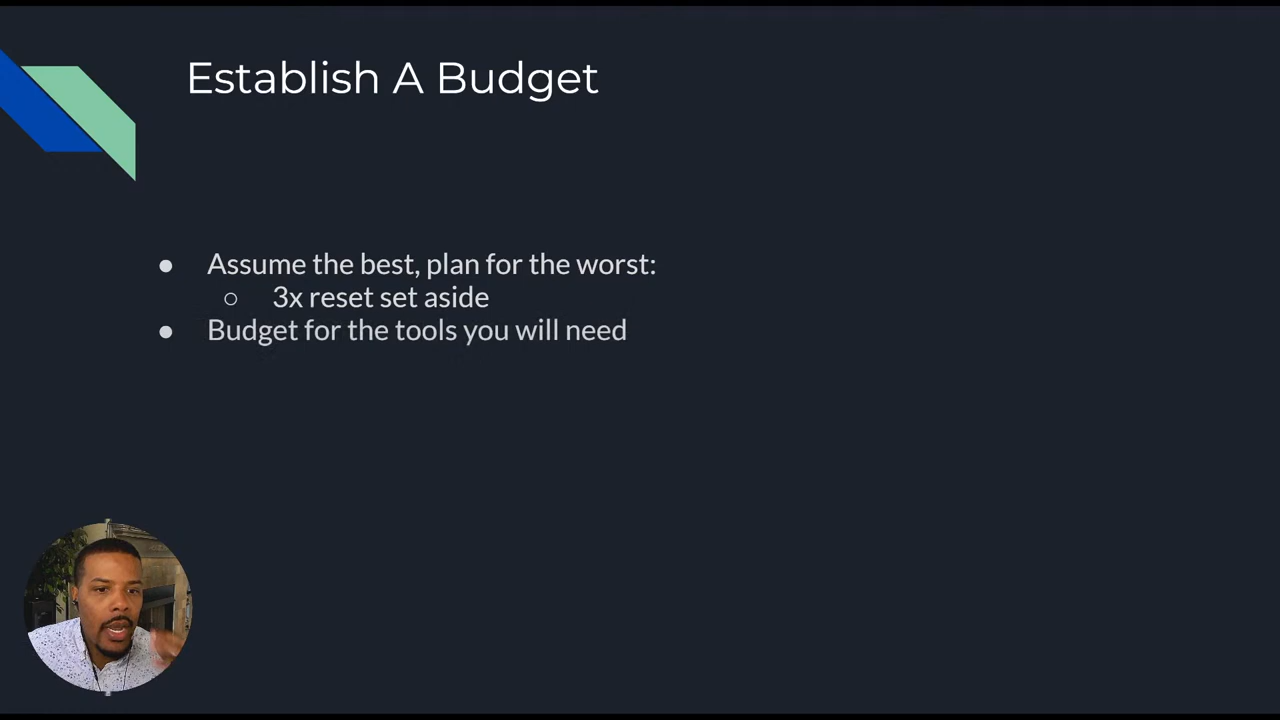 Establish A Budget
● Assume the best, plan for the worst:
○ 3x reset set aside
● Budget for the tools you will need